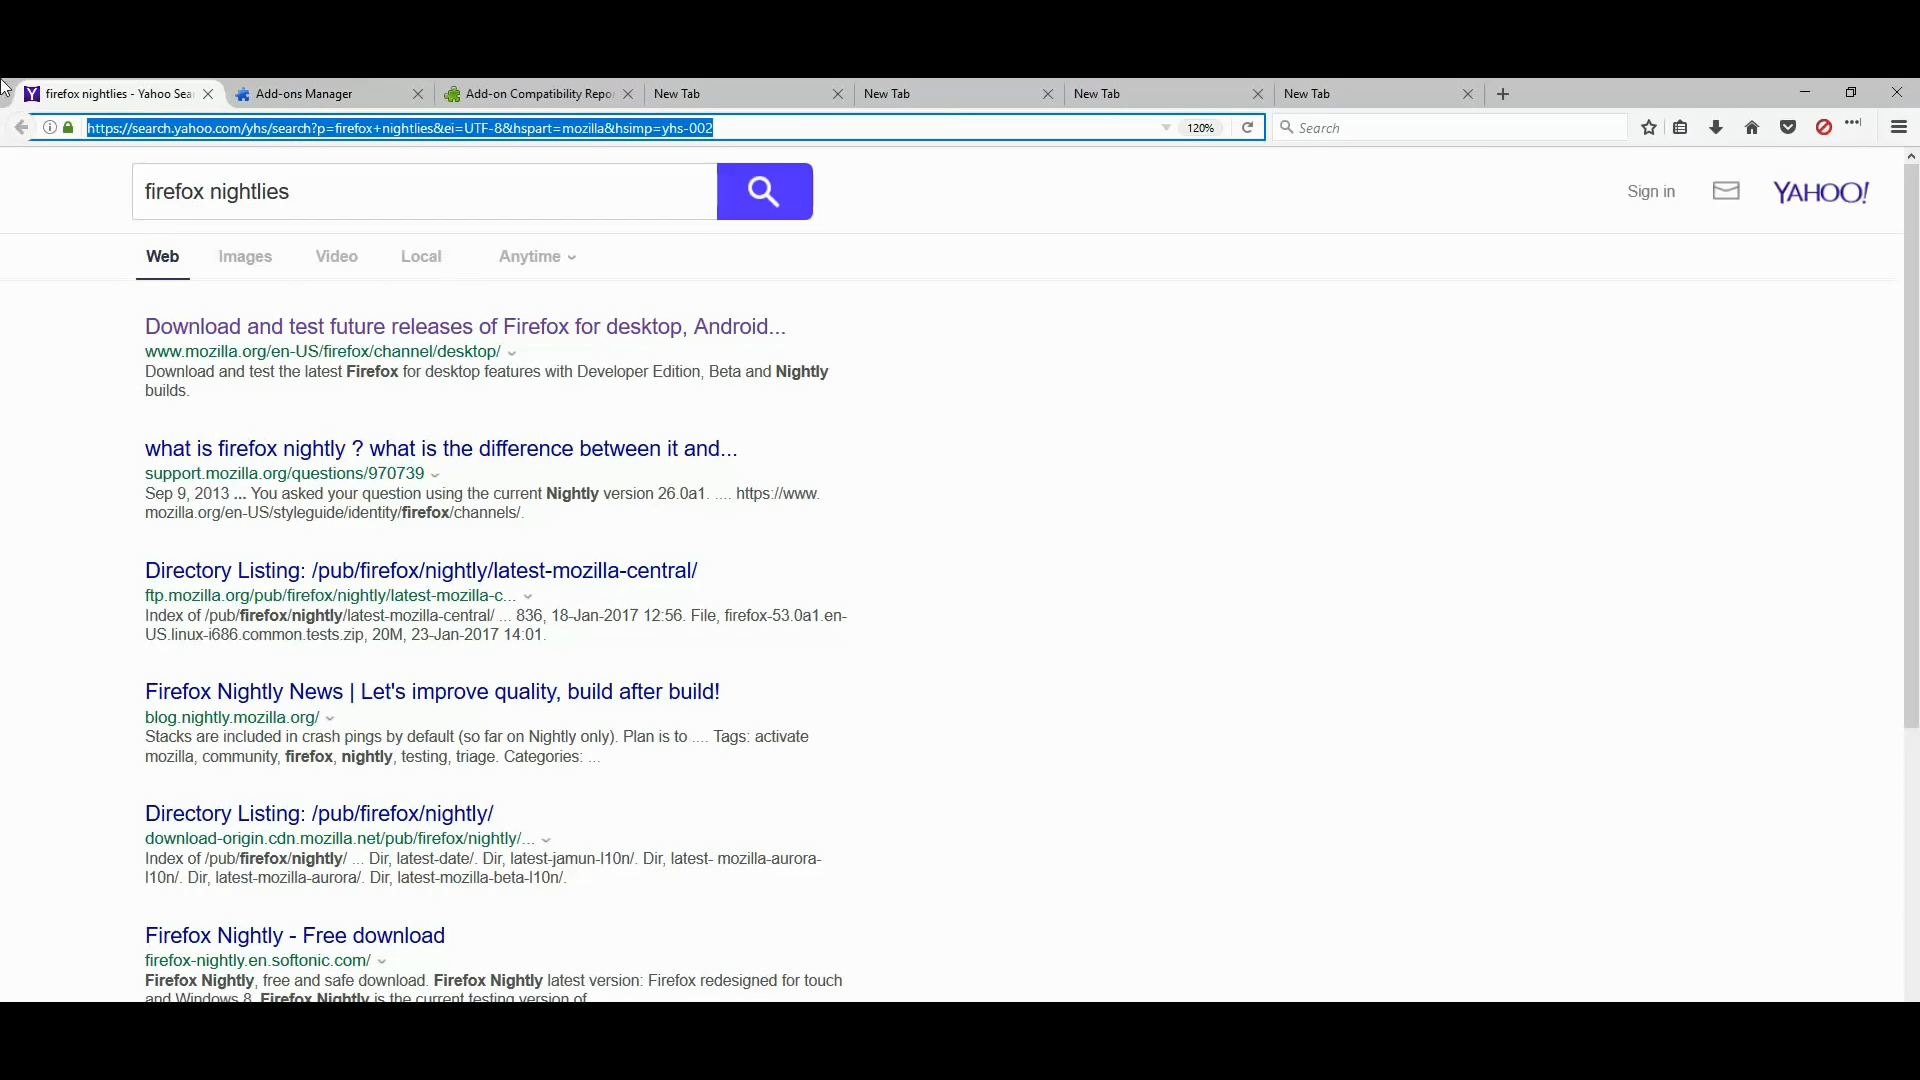 firefox nightlies - Yahoo Sea
Add-ons Manager
Add-on Compatibility Repo
New Tab
New Tab
New Tab
New Tab
https://search.yahoo.com/yhs/search?p=firefox+nightlies&ei=UTF-8&hspart=mozilla&hsimp=yhs-002
120%
Search
firefox nightlies
Sign in
YAHOO!
Web
Images
Video
Local
Anytime
Download and test future releases of Firefox for desktop, Android...
www.mozilla.org/en-US/firefox/channel/desktop/
Download and test the latest Firefox for desktop features with Developer Edition, Beta and Nightly
builds.
what is firefox nightly ? what is the difference between it and...
support.mozilla.org/questions/970739
Sep 9, 2013 ... You asked your question using the current Nightly version 26.0a1. .... https://www.
mozilla.org/en-US/styleguide/identity/firefox/channels/.
Directory Listing: /pub/firefox/nightly/latest-mozilla-central/
ftp.mozilla.org/pub/firefox/nightly/latest-mozilla-c...
Index of /pub/firefox/nightly/latest-mozilla-central/ ... 836, 18-Jan-2017 12:56. File, firefox-53.0a1.en-
US.linux-i686.common.tests.zip, 20M, 23-Jan-2017 14:01.
Firefox Nightly News | Let's improve quality, build after build!
blog.nightly.mozilla.org/
Stacks are included in crash pings by default (so far on Nightly only). Plan is to .... Tags: activate
mozilla, community, firefox, nightly, testing, triage. Categories: ...
Directory Listing: /pub/firefox/nightly/
download-origin.cdn.mozilla.net/pub/firefox/nightly/...
Index of /pub/firefox/nightly/ ... Dir, latest-date/. Dir, latest-jamun-l10n/. Dir, latest- mozilla-aurora-
l10n/. Dir, latest-mozilla-aurora/. Dir, latest-mozilla-beta-l10n/.
Firefox Nightly - Free download
firefox-nightly.en.softonic.com/
Firefox Nightly, free and safe download. Firefox Nightly latest version: Firefox redesigned for touch
and Windows 8. Firefox Nightly is the current testing version of